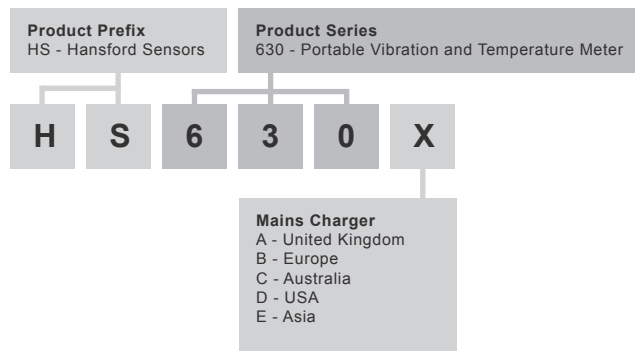 Product Prefix
HS - Hansford Sensors
Product Series
630 - Portable Vibration and Temperature Meter
H S 6 3 0 X
Mains Charger
A - United Kingdom
B - Europe
C - Australia
D - USA
E - Asia